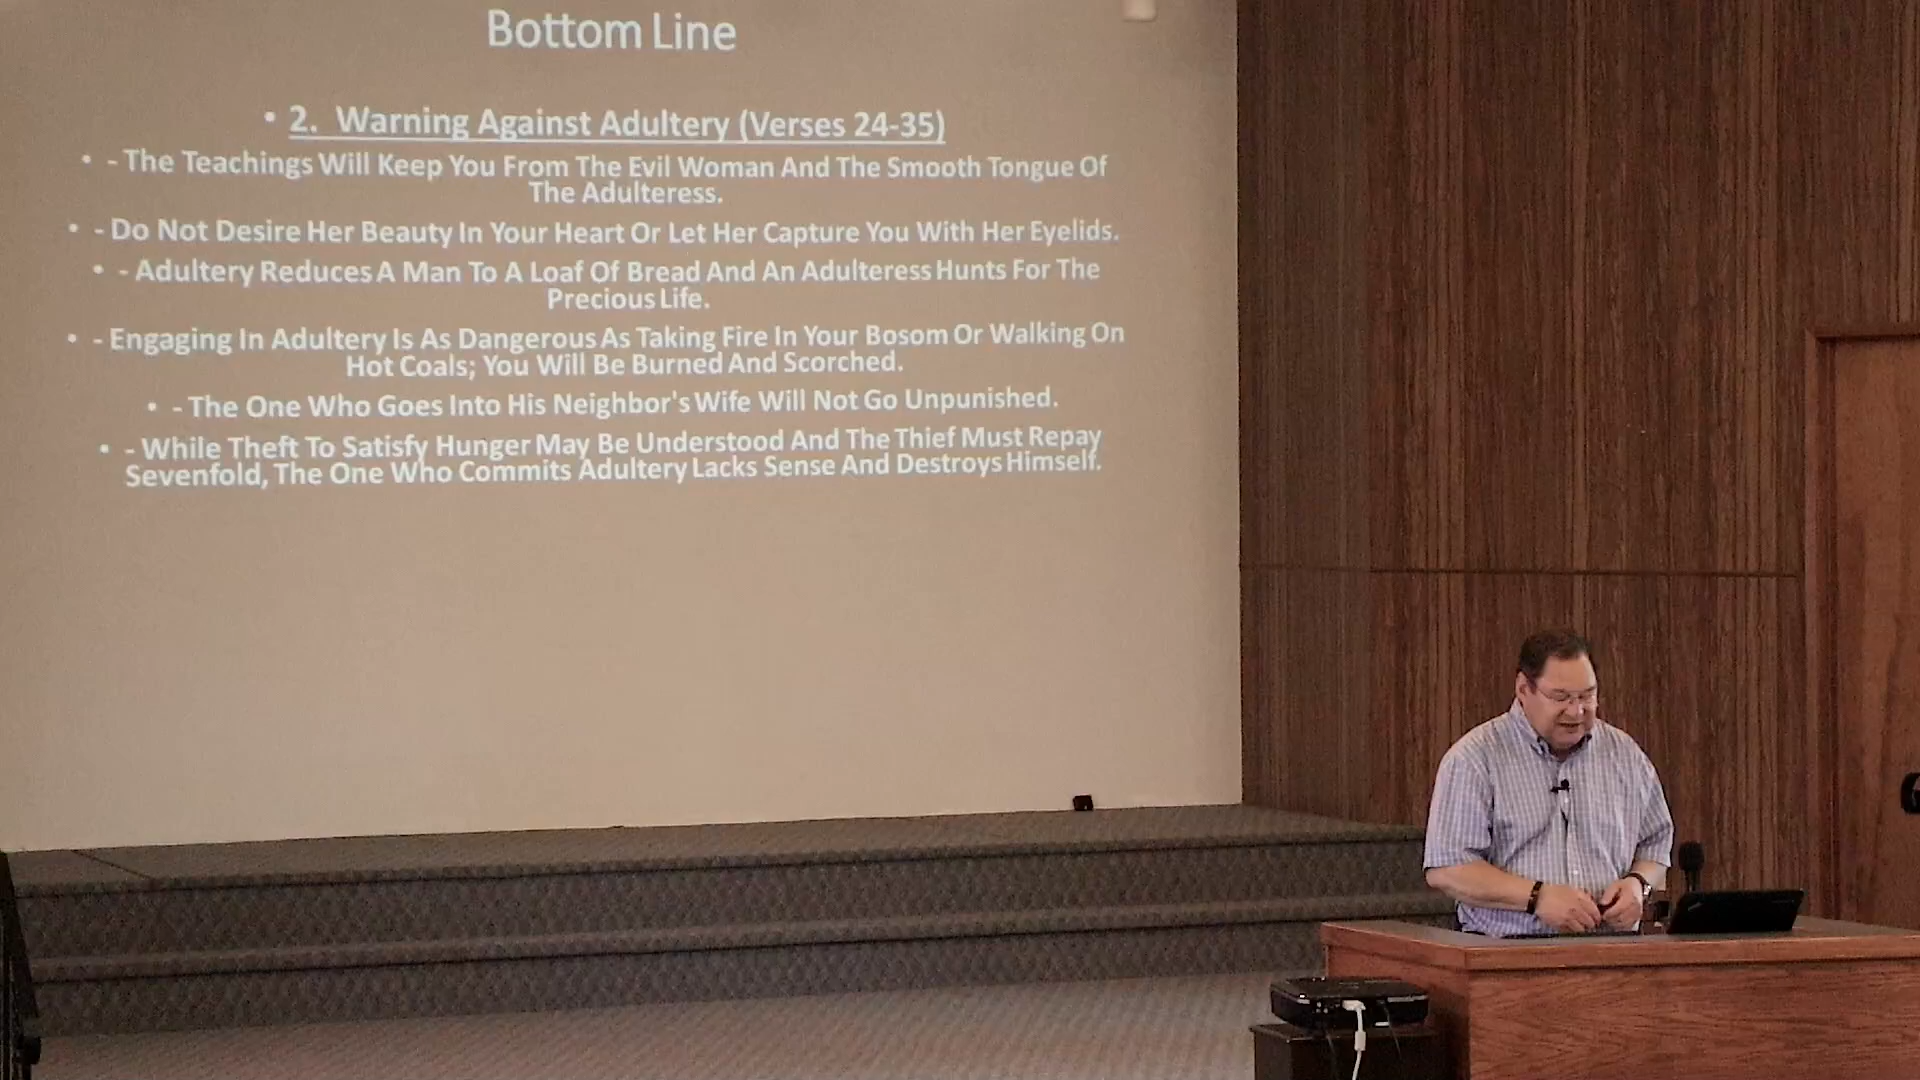 Bottom Line
• 2. Warning Against Adultery (Verses 24-35)
• - The Teachings Will Keep You From The Evil Woman And The Smooth Tongue Of
The Adulteress.
• - Do Not Desire Her Beauty In Your Heart Or Let Her Capture You With Her Eyelids.
• - Adultery Reduces A Man To A Loaf Of Bread And An Adulteress Hunts For The
Precious Life.
• - Engaging In Adultery Is As Dangerous As Taking Fire In Your Bosom Or Walking On
Hot Coals; You Will Be Burned And Scorched.
• - The One Who Goes Into His Neighbor's Wife Will Not Go Unpunished.
• - While Theft To Satisfy Hunger May Be Understood And The Thief Must Repay
Sevenfold, The One Who Commits Adultery Lacks Sense And Destroys Himself.